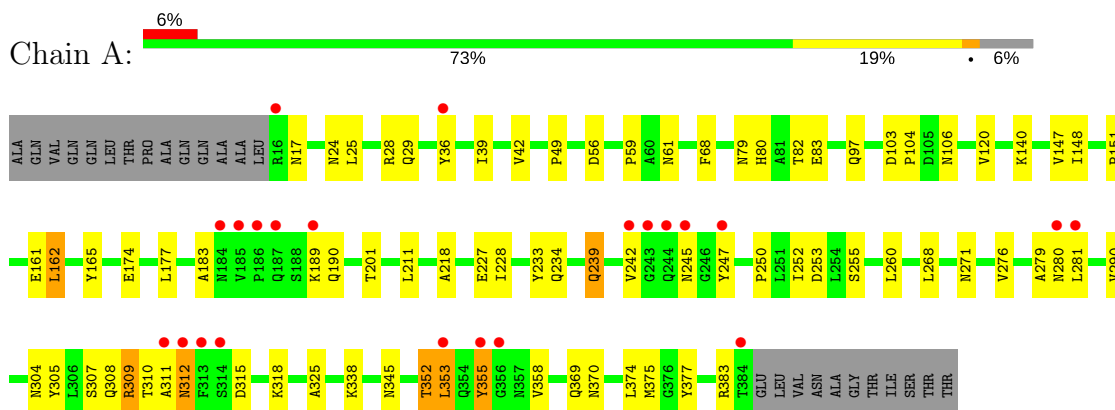 6%
Chain A:
73% 19% • 6%
ALA GLN VAL GLN GLN LEU THR PRO ALA GLN GLN ALA ALA LEU R16 N17 N24 L25 R28 Q29 Y36 I39 V42 P49 D56 P59 A60 N61 F68 N79 H80 A81 T82 E83 Q97 D103 P104 D105 N106 V120 K140 V147 I148
E161 L162 Y165 E174 L177 A183 N184 V185 P186 Q187 S188 K189 Q190 T201 L211 A218 E227 I228 Y233 Q234 Q239 V242 G243 Q244 N245 G246 Y247 P250 L251 I252 D253 L254 S255 L260 L268 N271 V276 A279 N280 L281
N304 Y305 L306 S307 Q308 R309 T310 A311 N312 F313 S314 D315 K318 A325 K338 N345 T352 L353 Q354 Y355 G356 N357 V358 Q369 N370 L374 M375 G376 Y377 R383 T384 GLU LEU VAL ASN ALA GLY THR ILE SER THR THR